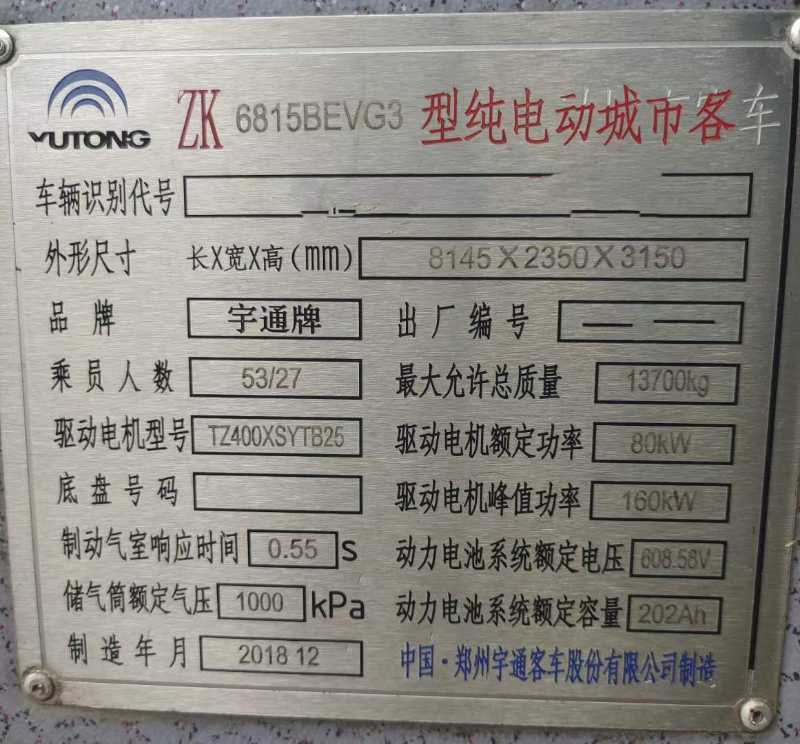 YUTONG ZK 6815BEVG3 型纯电动城市客车
车辆识别代号
外形尺寸 长X宽X高(mm) 8145X2350X3150
品牌 宇通牌 出厂编号
乘员人数 53/27 最大允许总质量 13700kg
驱动电机型号 TZ400XSYTB25 驱动电机额定功率 80kW
底盘号码 驱动电机峰值功率 160kW
制动气室响应时间 0.55 s 动力电池系统额定电压 608.58V
储气筒额定气压 1000 kPa 动力电池系统额定容量 202Ah
制造年月 2018 12 中国·郑州宇通客车股份有限公司制造